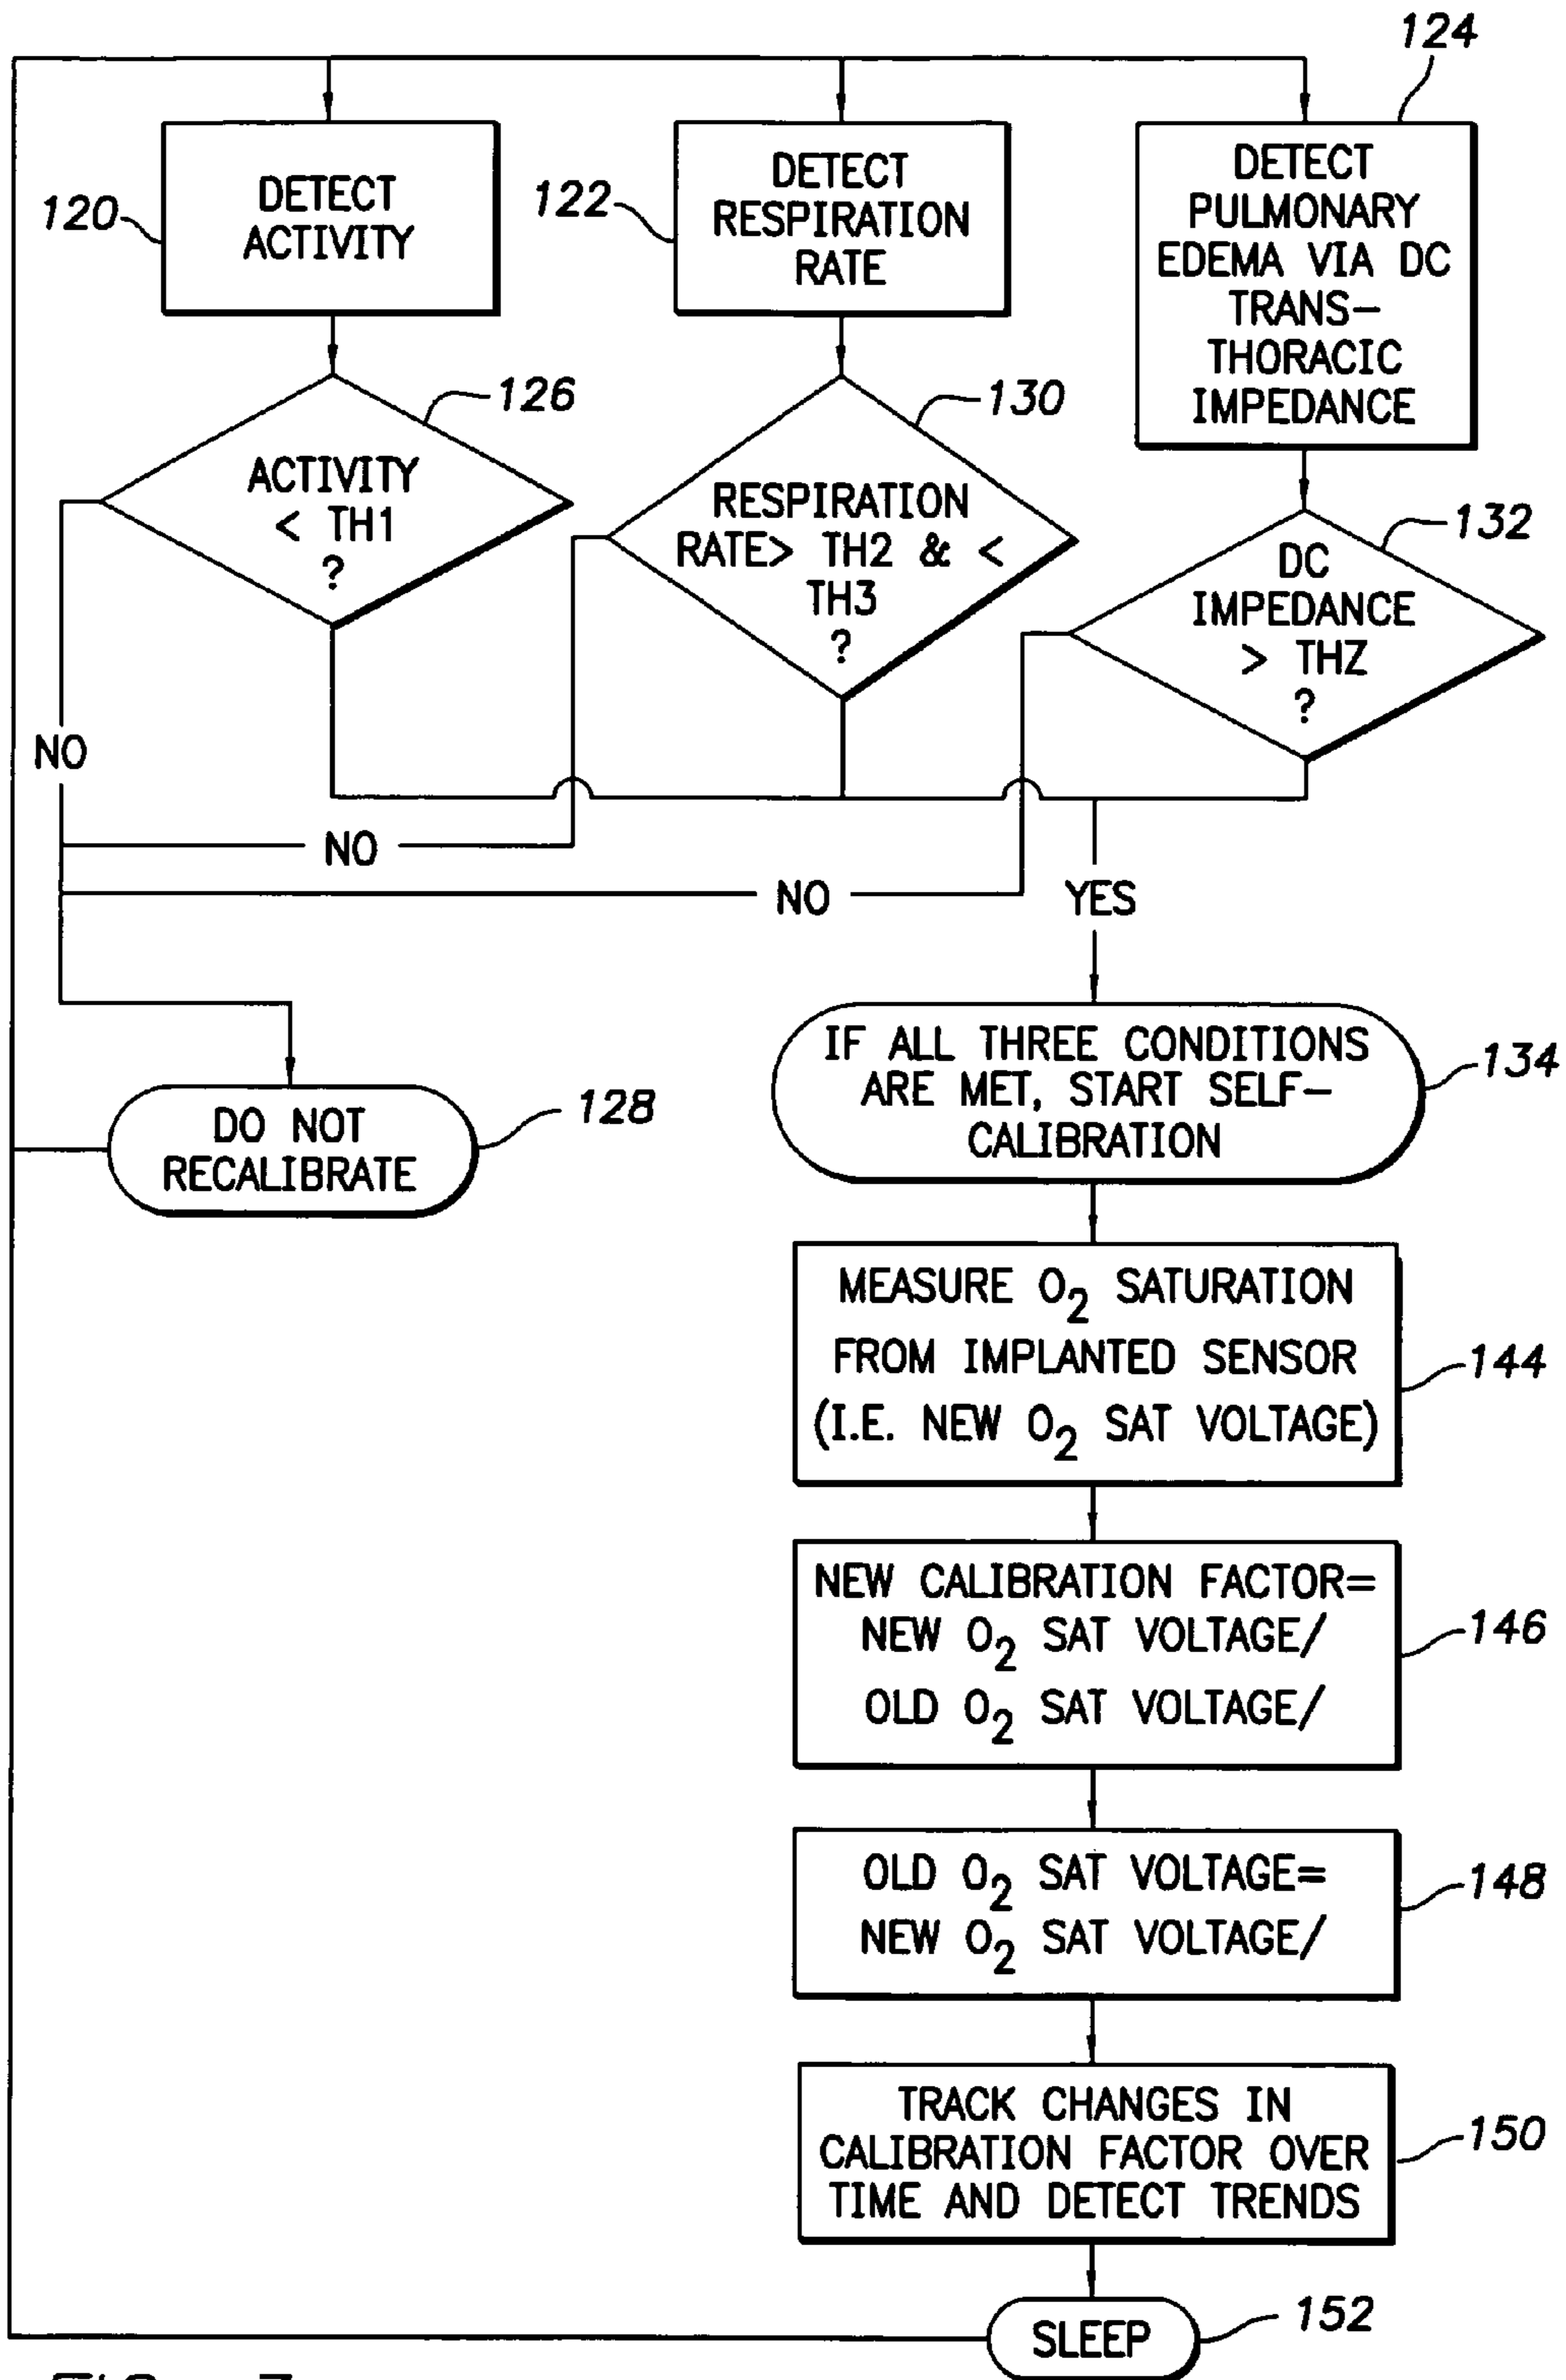 124
120
DETECT
ACTIVITY
122
DETECT
RESPIRATION
RATE
DETECT
PULMONARY
EDEMA VIA DC
TRANS-
THORACIC
IMPEDANCE
126
ACTIVITY
< TH1
?
130
RESPIRATION
RATE> TH2 & <
TH3
?
132
DC
IMPEDANCE
> THZ
?
NO
NO
NO
YES
IF ALL THREE CONDITIONS
ARE MET, START SELF-
CALIBRATION
134
DO NOT
RECALIBRATE
128
MEASURE O2 SATURATION
FROM IMPLANTED SENSOR
(I.E. NEW O2 SAT VOLTAGE)
144
NEW CALIBRATION FACTOR=
NEW O2 SAT VOLTAGE/
OLD O2 SAT VOLTAGE/
146
OLD O2 SAT VOLTAGE=
NEW O2 SAT VOLTAGE/
148
TRACK CHANGES IN
CALIBRATION FACTOR OVER
TIME AND DETECT TRENDS
150
SLEEP
152